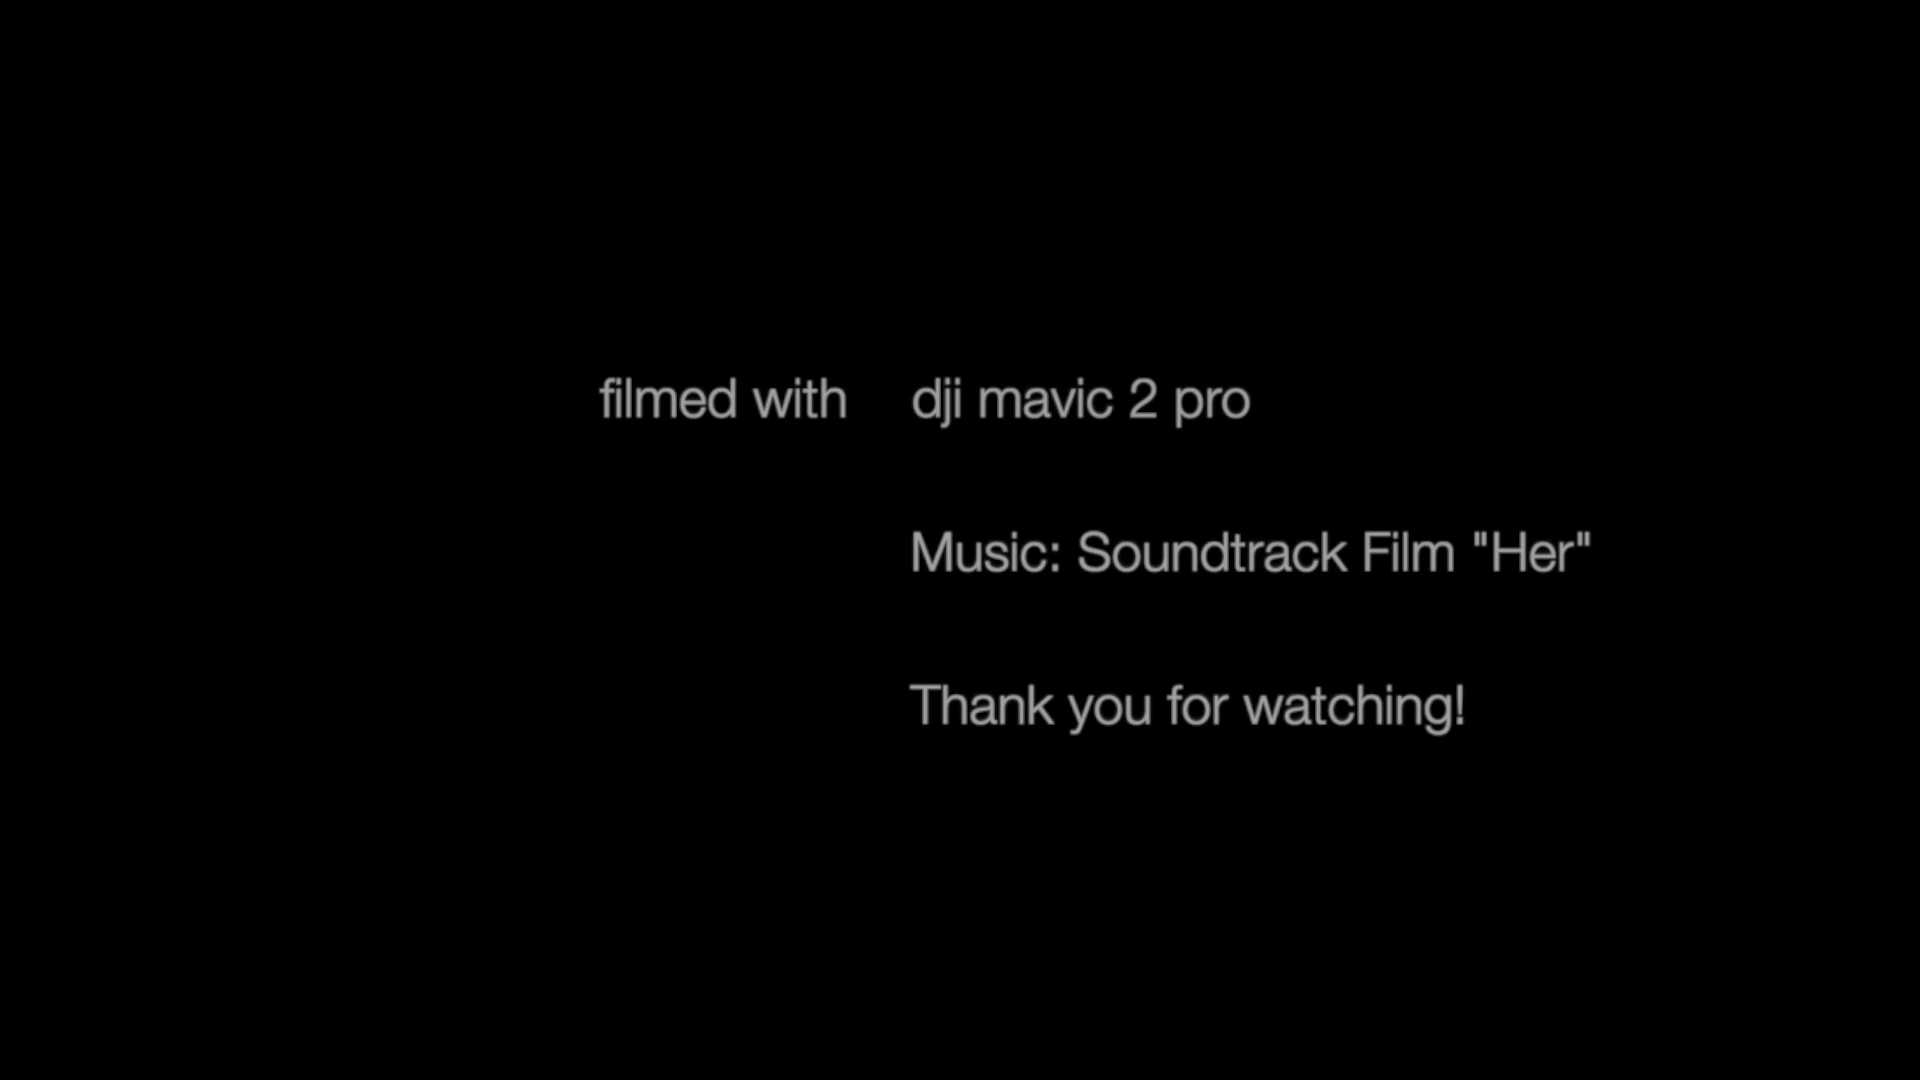 filmed with dji mavic 2 pro
Music: Soundtrack Film "Her"
Thank you for watching!